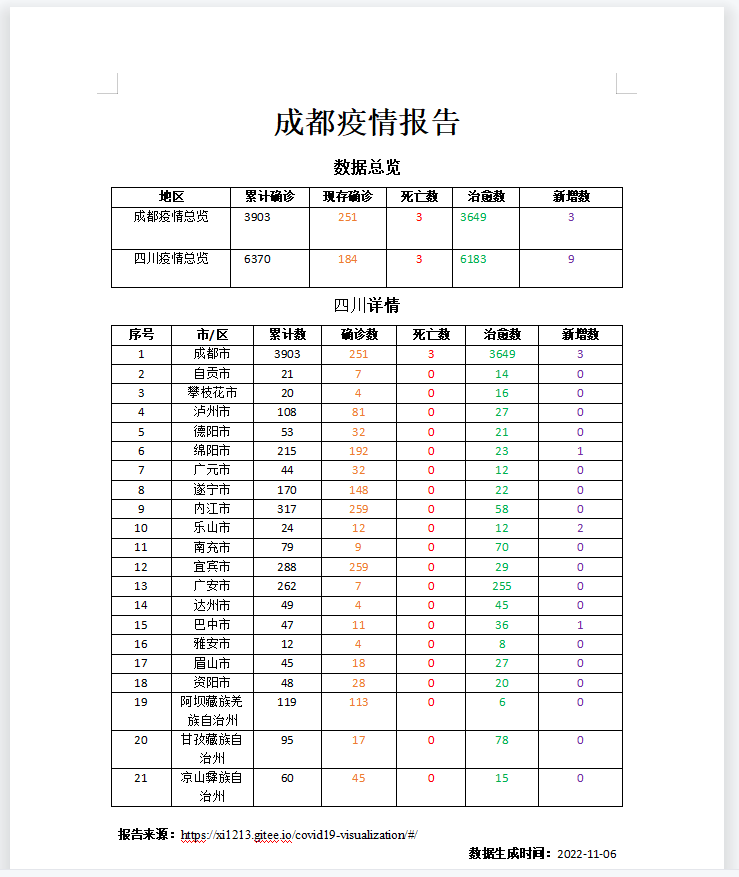 成都疫情报告
数据总览
地区 累计确诊 现存确诊 死亡数 治愈数 新增数
成都疫情总览 3903 251 3 3649 3
四川疫情总览 6370 184 3 6183 9
四川详情
序号 市/区 累计数 确诊数 死亡数 治愈数 新增数
1 成都市 3903 251 3 3649 3
2 自贡市 21 7 0 14 0
3 攀枝花市 20 4 0 16 0
4 泸州市 108 81 0 27 0
5 德阳市 53 32 0 21 0
6 绵阳市 215 192 0 23 1
7 广元市 44 32 0 12 0
8 遂宁市 170 148 0 22 0
9 内江市 317 259 0 58 0
10 乐山市 24 12 0 12 2
11 南充市 79 9 0 70 0
12 宜宾市 288 259 0 29 0
13 广安市 262 7 0 255 0
14 达州市 49 4 0 45 0
15 巴中市 47 11 0 36 1
16 雅安市 12 4 0 8 0
17 眉山市 45 18 0 27 0
18 资阳市 48 28 0 20 0
19 阿坝藏族羌 119 113 0 6 0
族自治州
20 甘孜藏族自 95 17 0 78 0
治州
21 凉山彝族自 60 45 0 15 0
治州
报告来源：https://xi1213.gitee.io/covid19-visualization/#/
数据生成时间：2022-11-06